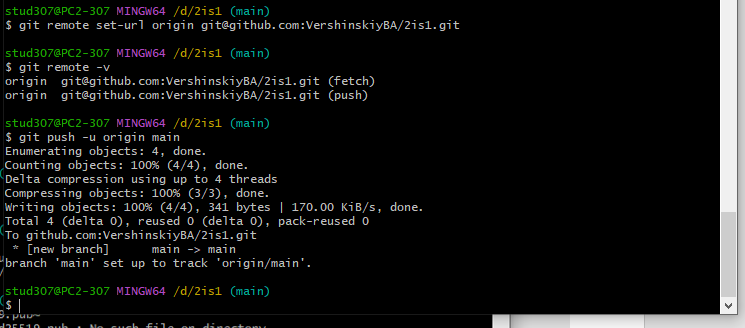 stud307@PC2-307 MINGW64 /d/2is1 (main)
$ git remote set-url origin git@github.com:VershinskiyBA/2is1.git
stud307@PC2-307 MINGW64 /d/2is1 (main)
$ git remote -v
origin  git@github.com:VershinskiyBA/2is1.git (fetch)
origin  git@github.com:VershinskiyBA/2is1.git (push)
stud307@PC2-307 MINGW64 /d/2is1 (main)
$ git push -u origin main
Enumerating objects: 4, done.
Counting objects: 100% (4/4), done.
Delta compression using up to 4 threads
Compressing objects: 100% (3/3), done.
Writing objects: 100% (4/4), 341 bytes | 170.00 KiB/s, done.
Total 4 (delta 0), reused 0 (delta 0), pack-reused 0
To github.com:VershinskiyBA/2is1.git
 * [new branch]      main -> main
branch 'main' set up to track 'origin/main'.
stud307@PC2-307 MINGW64 /d/2is1 (main)
$